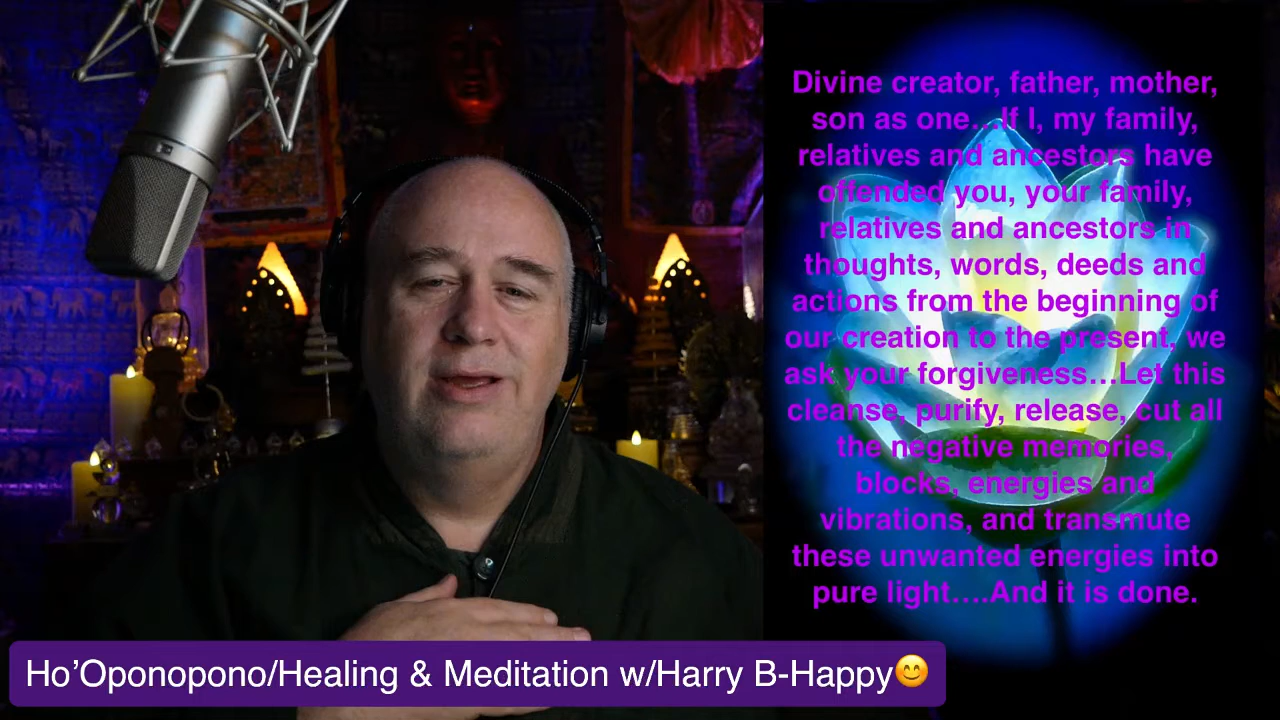 Divine creator, father, mother,
son as one...If I, my family,
relatives and ancestors have
offended you, your family,
relatives and ancestors in
thoughts, words, deeds and
actions from the beginning of
our creation to the present, we
ask your forgiveness...Let this
cleanse, purify, release, cut all
the negative memories,
blocks, energies and
vibrations, and transmute
these unwanted energies into
pure light....And it is done.
Ho’Oponopono/Healing & Meditation w/Harry B-Happy😊